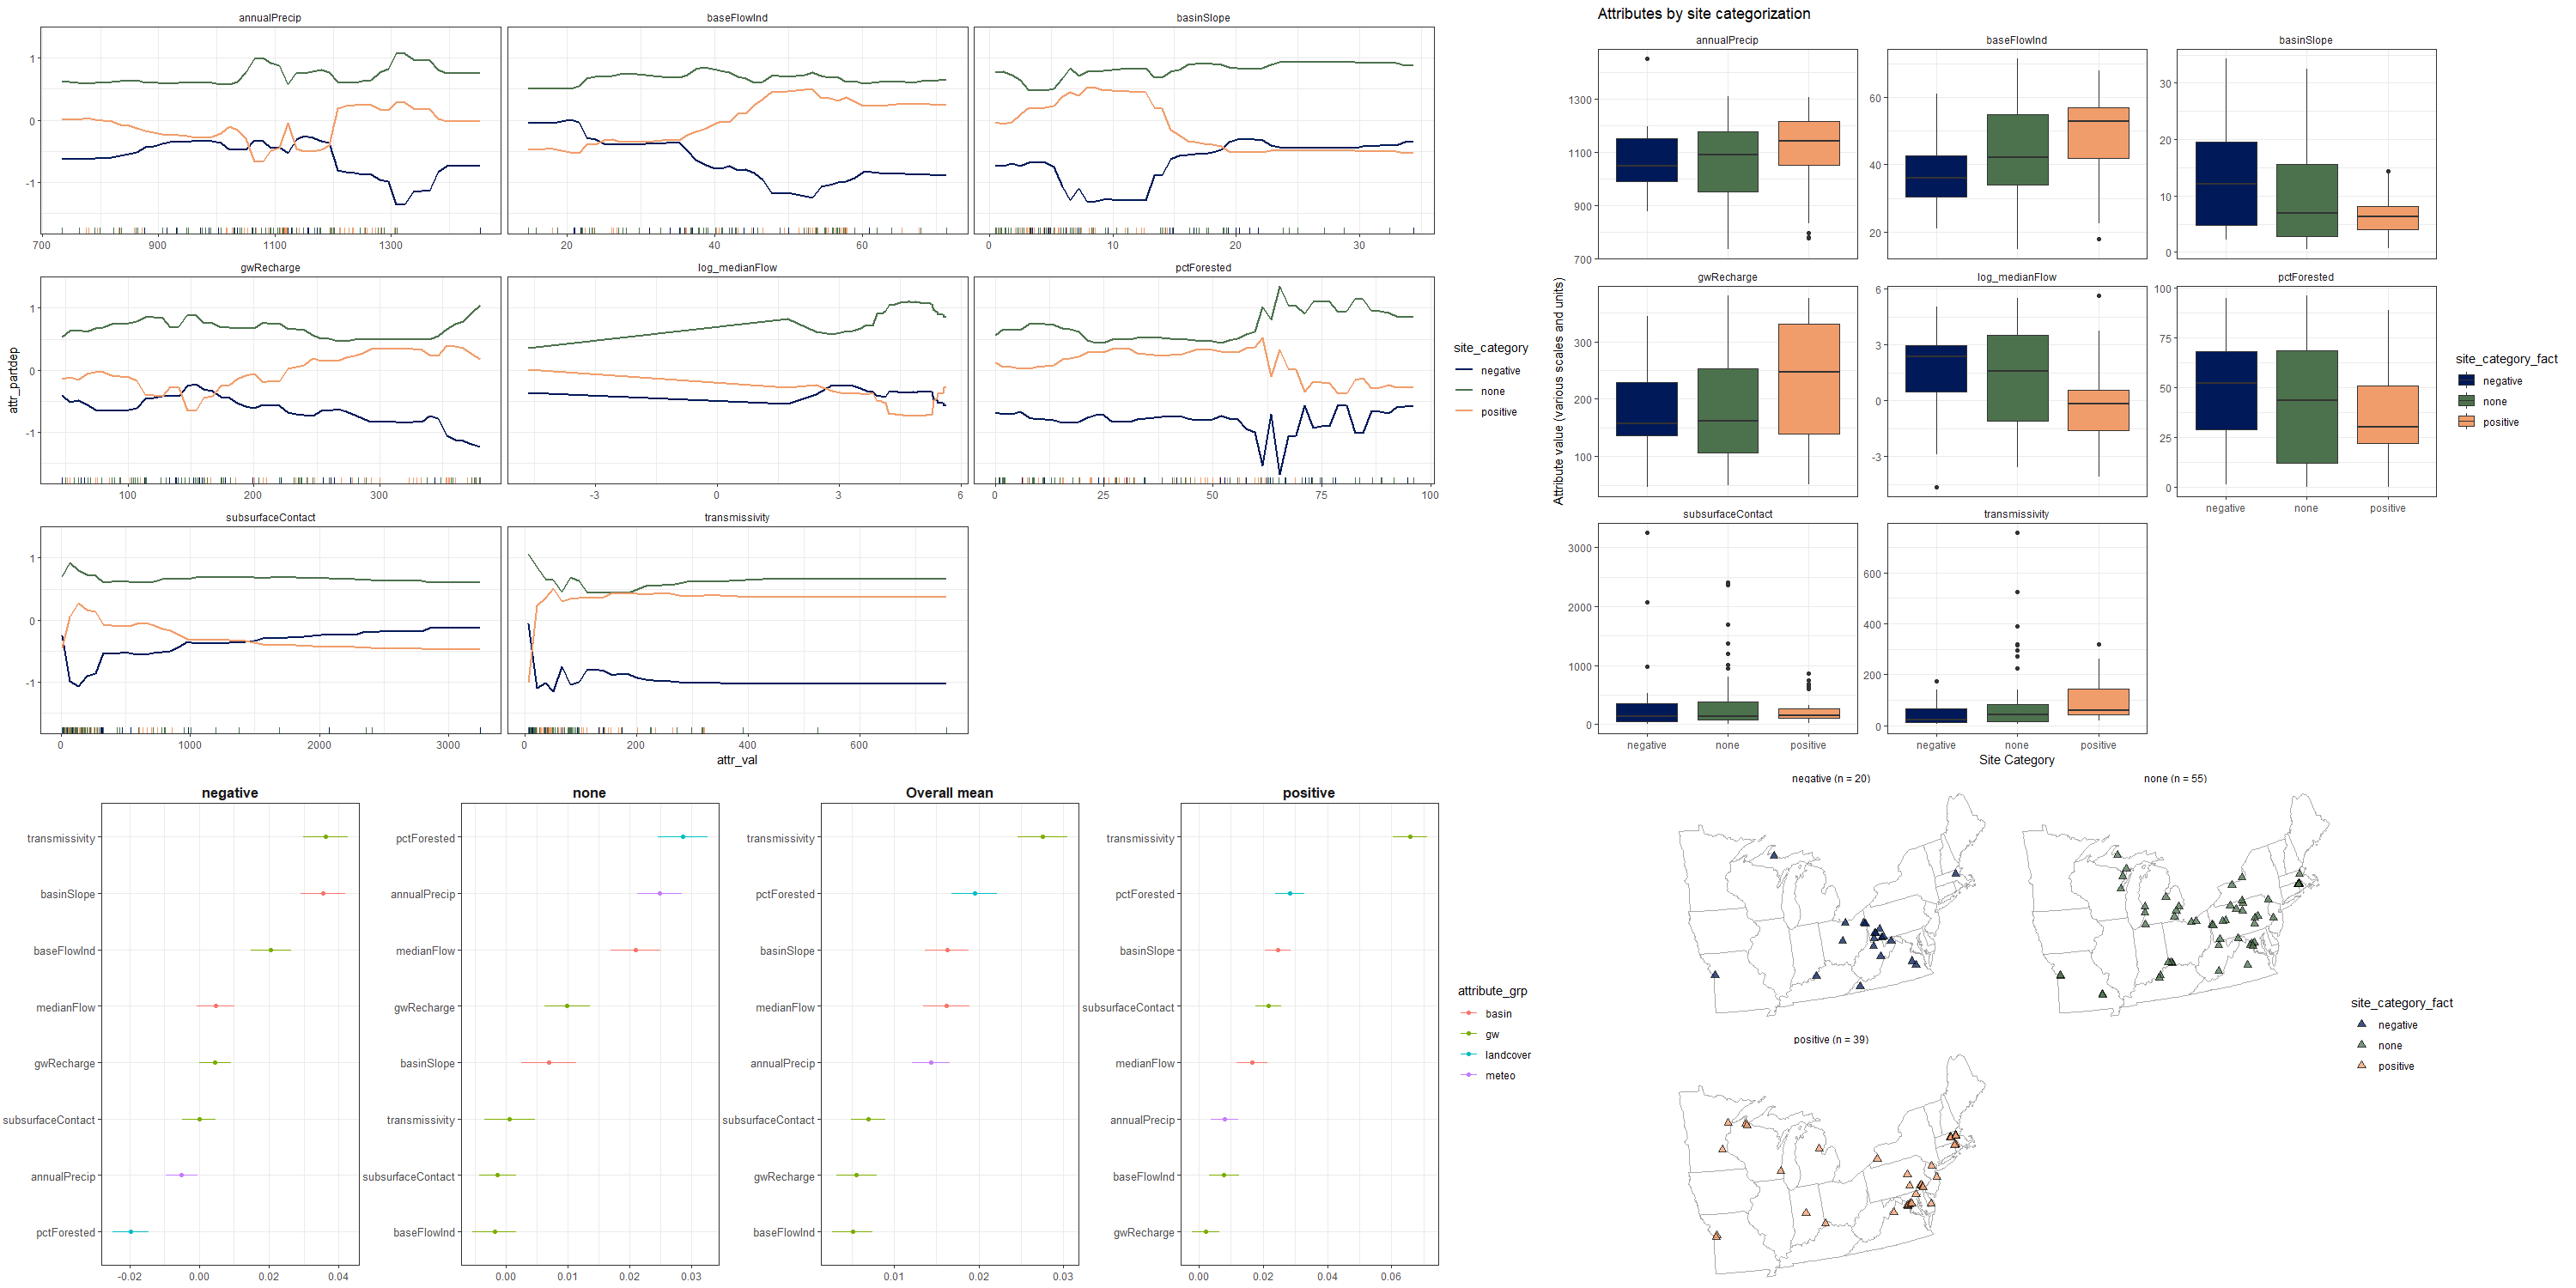 annualPrecip
baseFlowInd
basinSlope
1
0
-1
700
900
1100
1300
20
40
60
0
10
20
30
gwRecharge
log_medianFlow
pctForested
attr_partdep
1
0
-1
100
200
300
-3
0
3
6
0
25
50
75
100
subsurfaceContact
transmissivity
1
0
-1
0
1000
2000
3000
0
200
400
600
attr_val
site_category
negative
none
positive
Attributes by site categorization
annualPrecip
baseFlowInd
basinSlope
1300
1100
900
700
60
40
20
30
20
10
0
Attribute value (various scales and units)
gwRecharge
log_medianFlow
pctForested
300
200
100
6
3
0
-3
100
75
50
25
0
negative
none
positive
subsurfaceContact
transmissivity
3000
2000
1000
0
600
400
200
0
negative
none
positive
negative
none
positive
Site Category
site_category_fact
negative
none
positive
negative
transmissivity
basinSlope
baseFlowInd
medianFlow
gwRecharge
subsurfaceContact
annualPrecip
pctForested
-0.02
0.00
0.02
0.04
none
pctForested
annualPrecip
medianFlow
gwRecharge
basinSlope
transmissivity
subsurfaceContact
baseFlowInd
0.00
0.01
0.02
0.03
Overall mean
transmissivity
pctForested
basinSlope
medianFlow
annualPrecip
subsurfaceContact
gwRecharge
baseFlowInd
0.01
0.02
0.03
positive
transmissivity
pctForested
basinSlope
subsurfaceContact
medianFlow
annualPrecip
baseFlowInd
gwRecharge
0.00
0.02
0.04
0.06
attribute_grp
basin
gw
landcover
meteo
negative (n = 20)
none (n = 55)
positive (n = 39)
site_category_fact
negative
none
positive